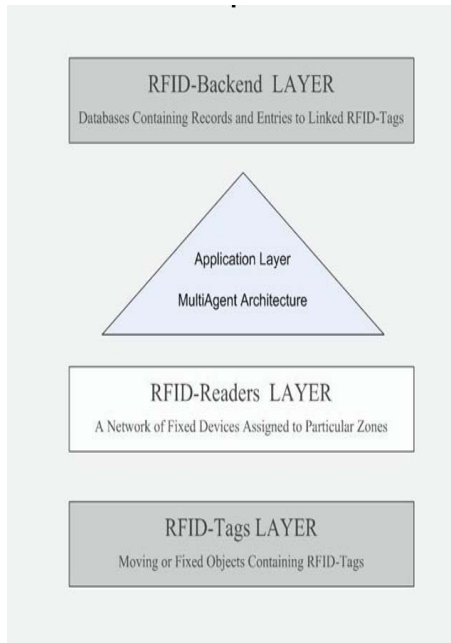 RFID-Backend LAYER
Databases Containing Records and Entries to Linked RFID-Tags
Application Layer
MultiAgent Architecture
RFID-Readers LAYER
A Network of Fixed Devices Assigned to Particular Zones
RFID-Tags LAYER
Moving or Fixed Objects Containing RFID-Tags